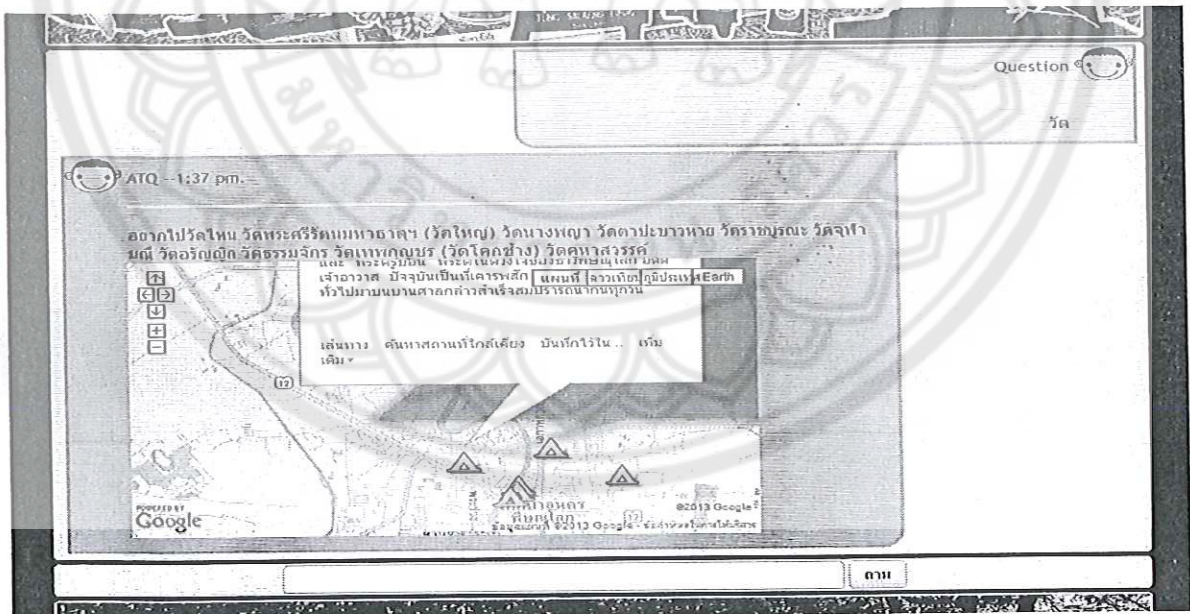 Question
วัด
ATQ --1:37 pm.--
อยากไปวัดไหน วัดพระศรีรัตนมหาธาตุฯ (วัดใหญ่) วัดนางพญา วัดตาปะขาวหาย วัดราชบูรณะ วัดจุฬา
มณี วัดอรัญญิก วัดธรรมจักร วัดเทพกุญชร (วัดโคกช้าง) วัดคูหาสวรรค์
เจ้าอาวาส ปัจจุบันเป็นที่เคารพสัก
แผนที่ ดาวเทียม ภูมิประเทศ Earth
ทั่วไปมาบนบานศาลกล่าวสำเร็จสมปรารถนากันทุกวัน
เส้นทาง ค้นหาสถานที่ใกล้เคียง บันทึกไว้ใน .. เพิ่ม
เติม
12
พิษณุโลก
12
POWERED BY
Google
©2013 Google
ข้อมูลแผนที่ ©2013 Google -
ถาม